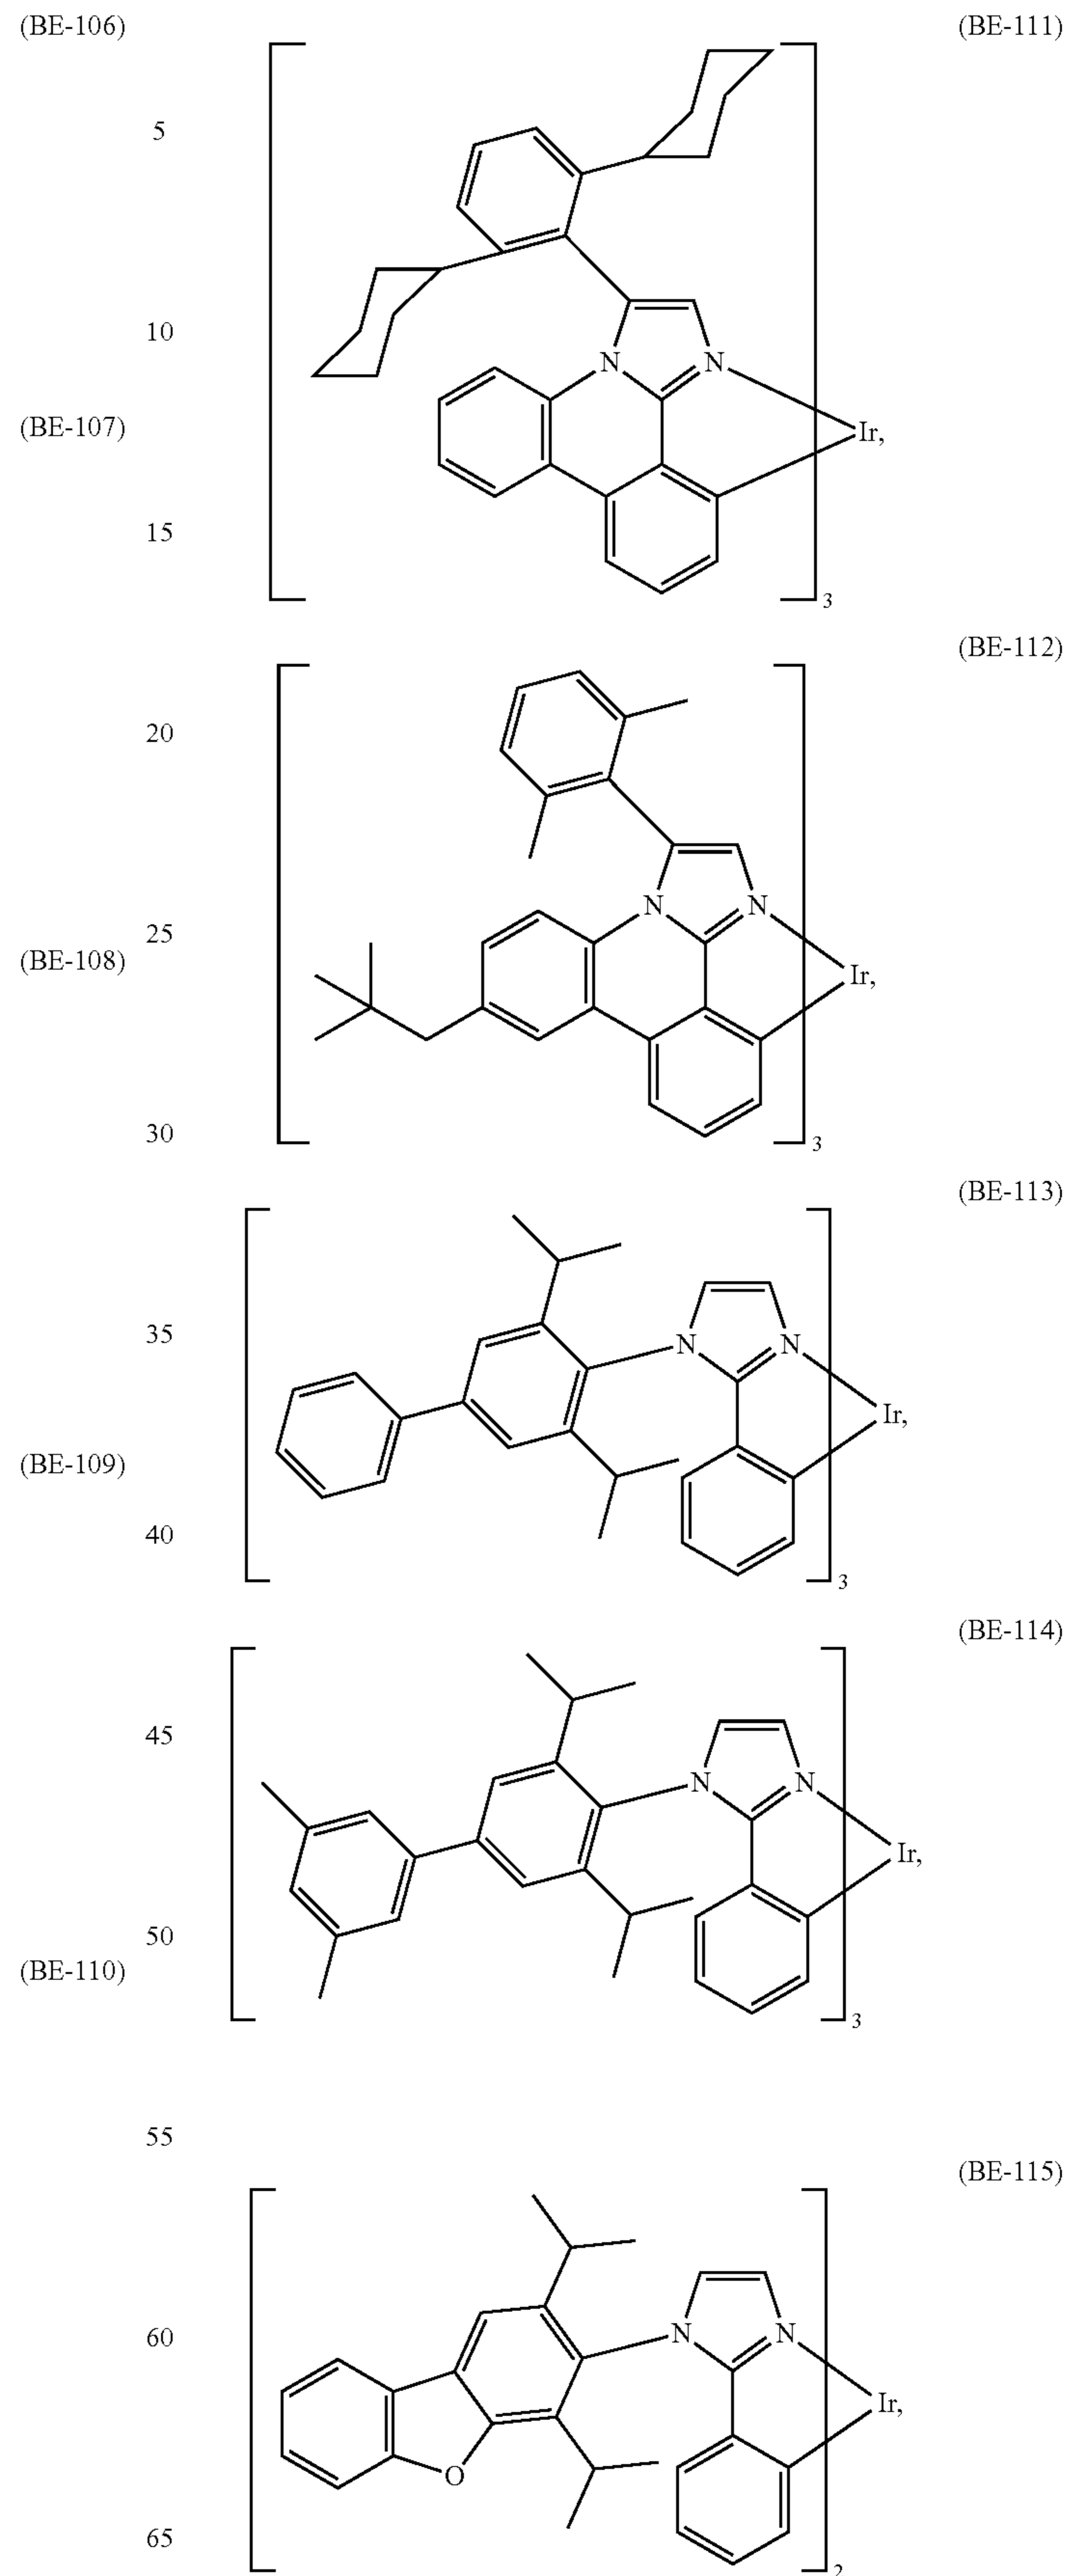 (BE-106)
(BE-111)
5
10
N
N
(BE-107)
Ir,
15
3
(BE-112)
20
N
N
25
(BE-108)
Ir,
30
3
(BE-113)
35
N
N
Ir,
(BE-109)
40
3
(BE-114)
45
N
N
Ir,
50
(BE-110)
3
55
(BE-115)
60
N
N
Ir,
O
65
2